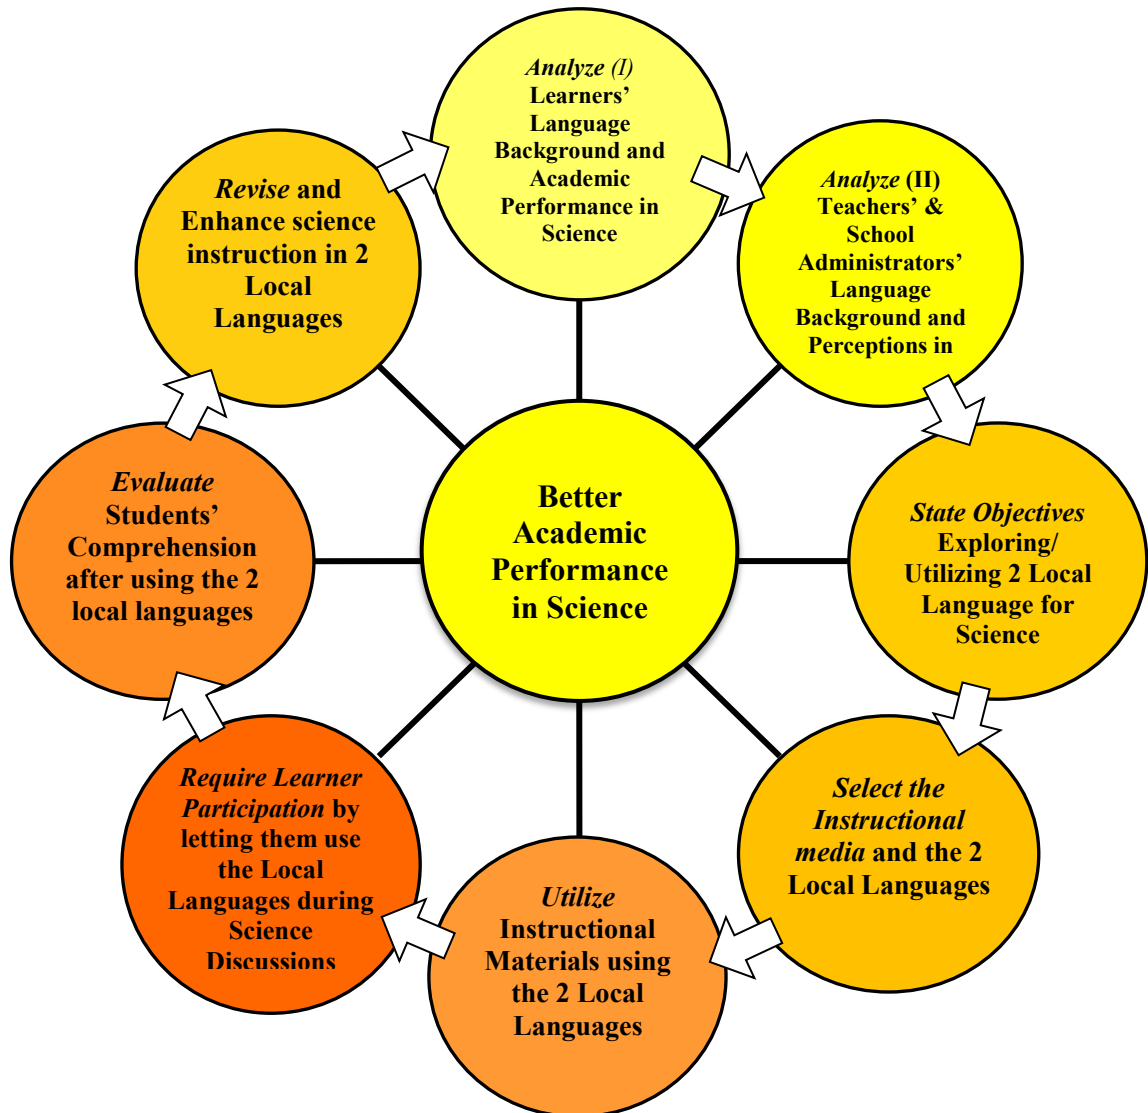 Analyze (I)
Learners’
Language
Background and
Academic
Performance in
Science
Analyze (II)
Teachers’ &
School
Administrators’
Language
Background and
Perceptions in
State Objectives
Exploring/
Utilizing 2 Local
Language for
Science
Select the
Instructional
media and the 2
Local Languages
Utilize
Instructional
Materials using
the 2 Local
Languages
Require Learner
Participation by
letting them use
the Local
Languages during
Science
Discussions
Evaluate
Students’
Comprehension
after using the 2
local languages
Revise and
Enhance science
instruction in 2
Local
Languages
Better
Academic
Performance
in Science